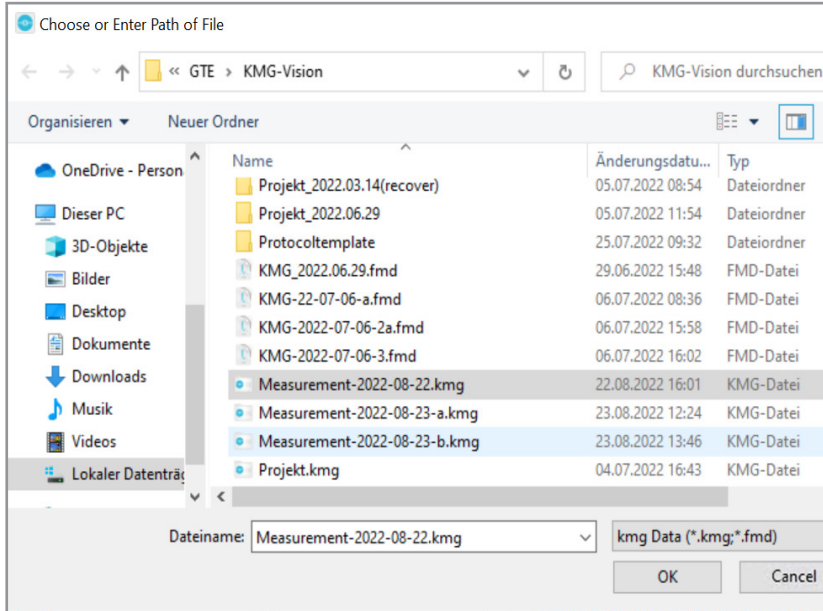 Choose or Enter Path of File
« GTE › KMG-Vision
KMG-Vision durchsuchen
Organisieren Neuer Ordner
Name Änderungsdatu... Typ
OneDrive - Person
Dieser PC
3D-Objekte
Bilder
Desktop
Dokumente
Downloads
Musik
Videos
Lokaler Datenträg
Projekt_2022.03.14(recover) 05.07.2022 08:54 Dateiordner
Projekt_2022.06.29 05.07.2022 11:54 Dateiordner
Protocoltemplate 25.07.2022 09:32 Dateiordner
KMG_2022.06.29.fmd 29.06.2022 15:48 FMD-Datei
KMG-22-07-06-a.fmd 06.07.2022 08:36 FMD-Datei
KMG-2022-07-06-2a.fmd 06.07.2022 15:58 FMD-Datei
KMG-2022-07-06-3.fmd 06.07.2022 16:02 FMD-Datei
Measurement-2022-08-22.kmg 22.08.2022 16:01 KMG-Datei
Measurement-2022-08-23-a.kmg 23.08.2022 12:24 KMG-Datei
Measurement-2022-08-23-b.kmg 23.08.2022 13:46 KMG-Datei
Projekt.kmg 04.07.2022 16:43 KMG-Datei
Dateiname: Measurement-2022-08-22.kmg kmg Data (*.kmg;*.fmd)
OK Cancel